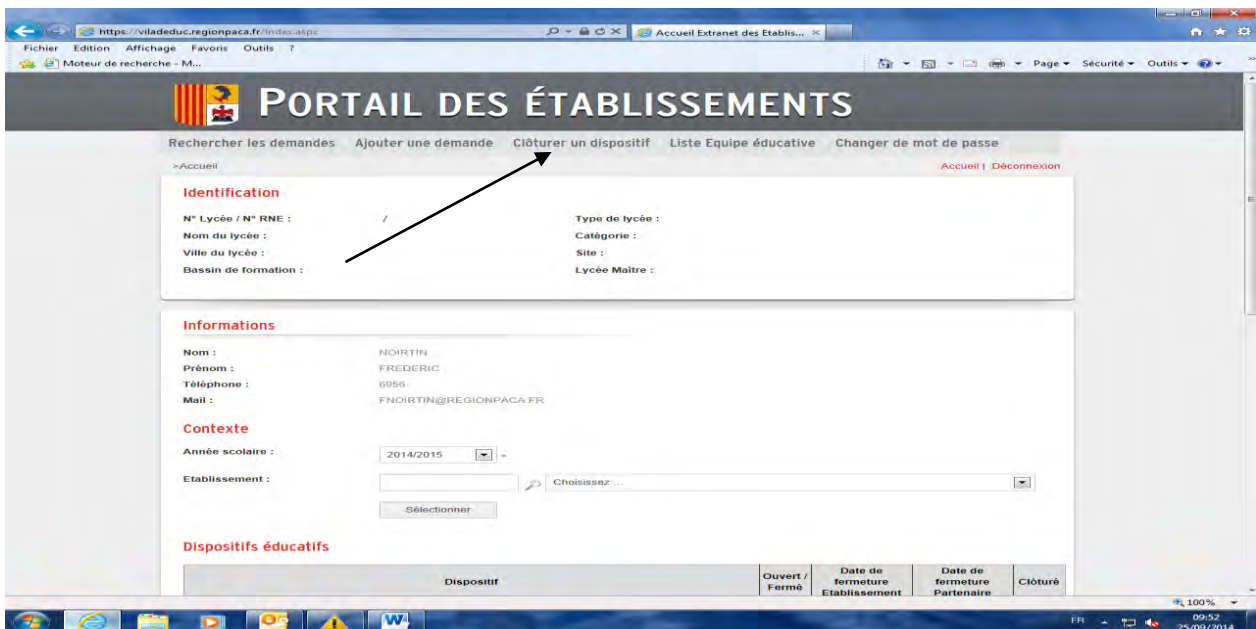 https://viladeduc.regionpaca.fr/index.aspc
Accueil Extranet des Etablis...
Fichier Edition Affichage Favoris Outils ?
Moteur de recherche - M...
Page Sécurité Outils
PORTAIL DES ÉTABLISSEMENTS
Rechercher les demandes Ajouter une demande Clôturer un dispositif Liste Equipe éducative Changer de mot de passe
>Accueil
Accueil | Déconnexion
Identification
N° Lycée / N° RNE : / Type de lycée :
Nom du lycée : Catégorie :
Ville du lycée : Site :
Bassin de formation : Lycée Maître :
Informations
Nom : NOIRTIN
Prénom : FREDERIC
Téléphone : 6956
Mail : FNOIRTIN@REGIONPACA.FR
Contexte
Année scolaire : 2014/2015
Etablissement : Choisissez ...
Sélectionner
Dispositifs éducatifs
Dispositif
Ouvert / Fermé
Date de fermeture Etablissement
Date de fermeture Partenaire
Clôturé
100%
FR 09:52
25/09/2014